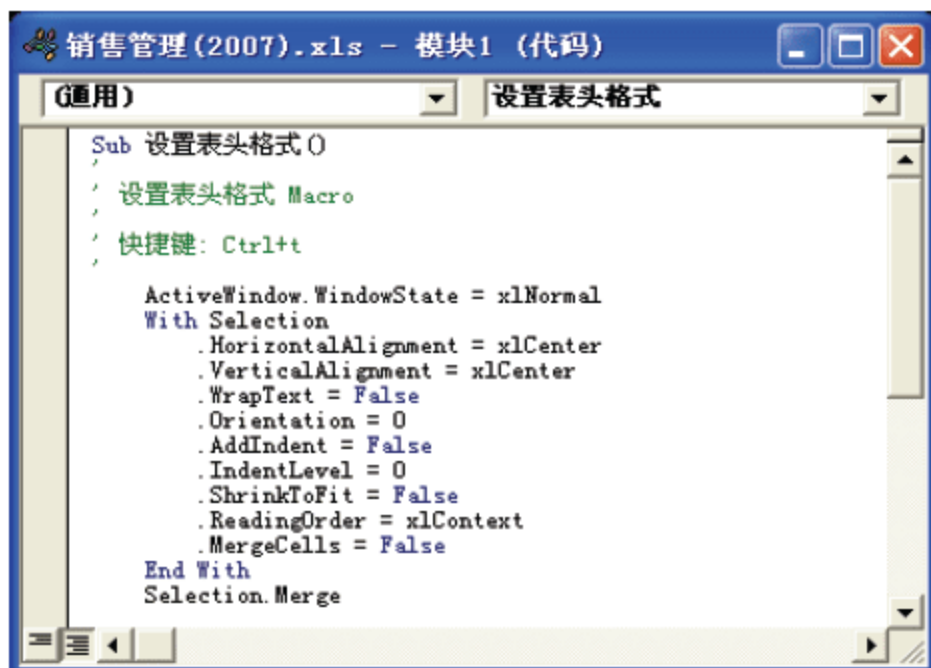 销售管理(2007).xls - 模块1 (代码)
(通用) 设置表头格式
Sub 设置表头格式()
'
' 设置表头格式 Macro
'
' 快捷键: Ctrl+t
'
ActiveWindow.WindowState = xlNormal
With Selection
.HorizontalAlignment = xlCenter
.VerticalAlignment = xlCenter
.WrapText = False
.Orientation = 0
.AddIndent = False
.IndentLevel = 0
.ShrinkToFit = False
.ReadingOrder = xlContext
.MergeCells = False
End With
Selection.Merge